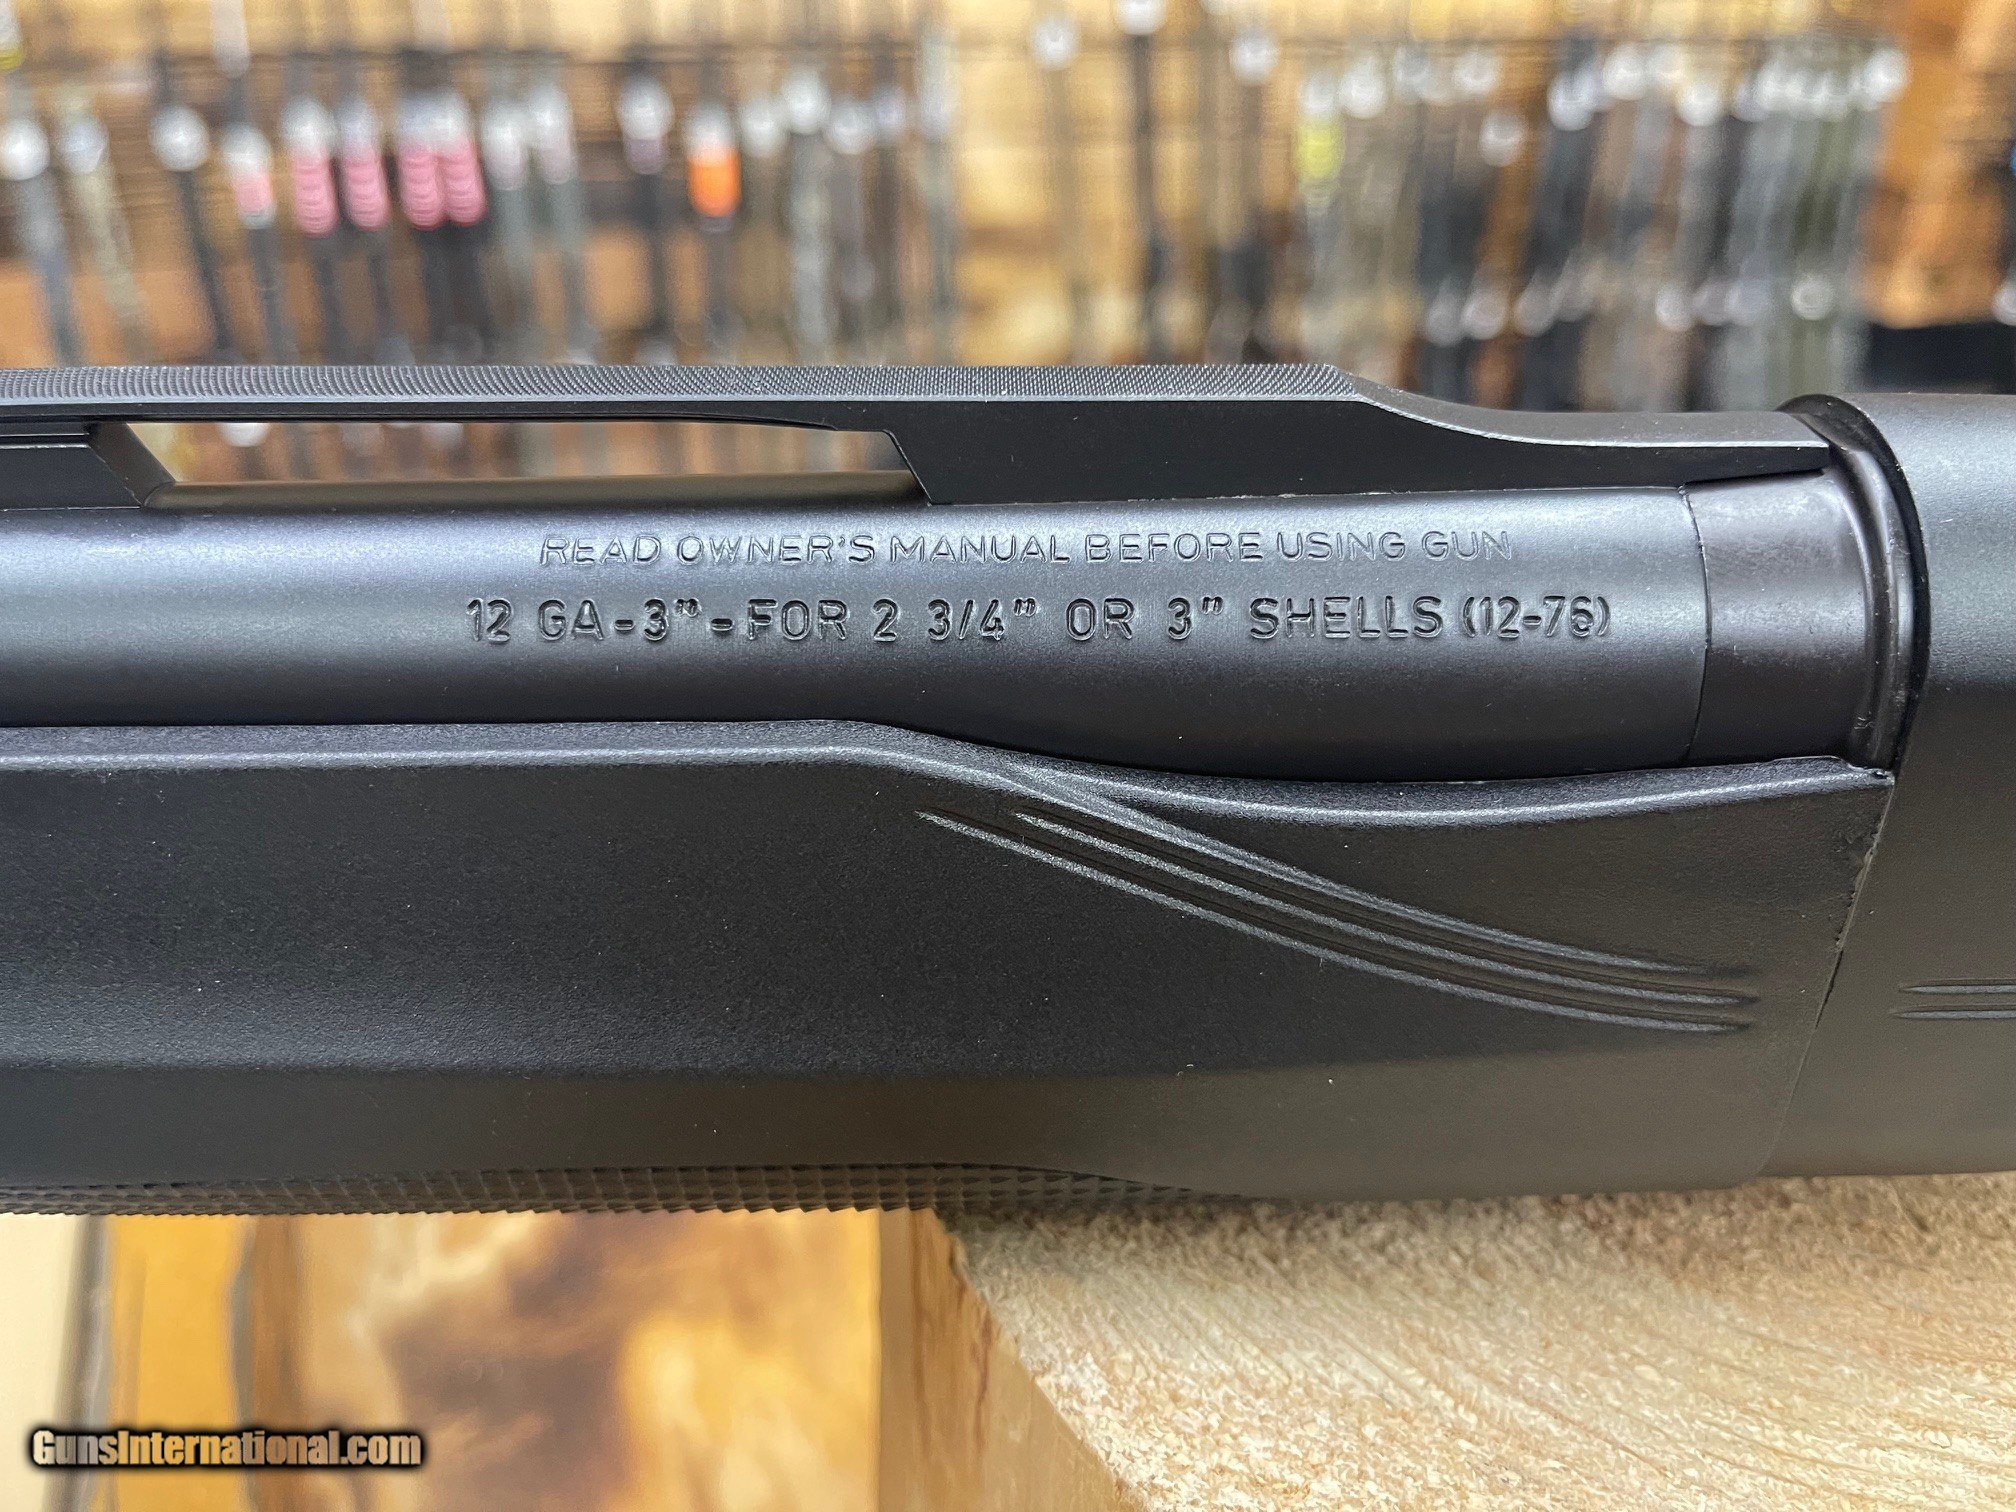 READ OWNER'S MANUAL BEFORE USING GUN
12 GA-3"-FOR 2 3/4" OR 3" SHELLS (12-76)
GunsInternational.com